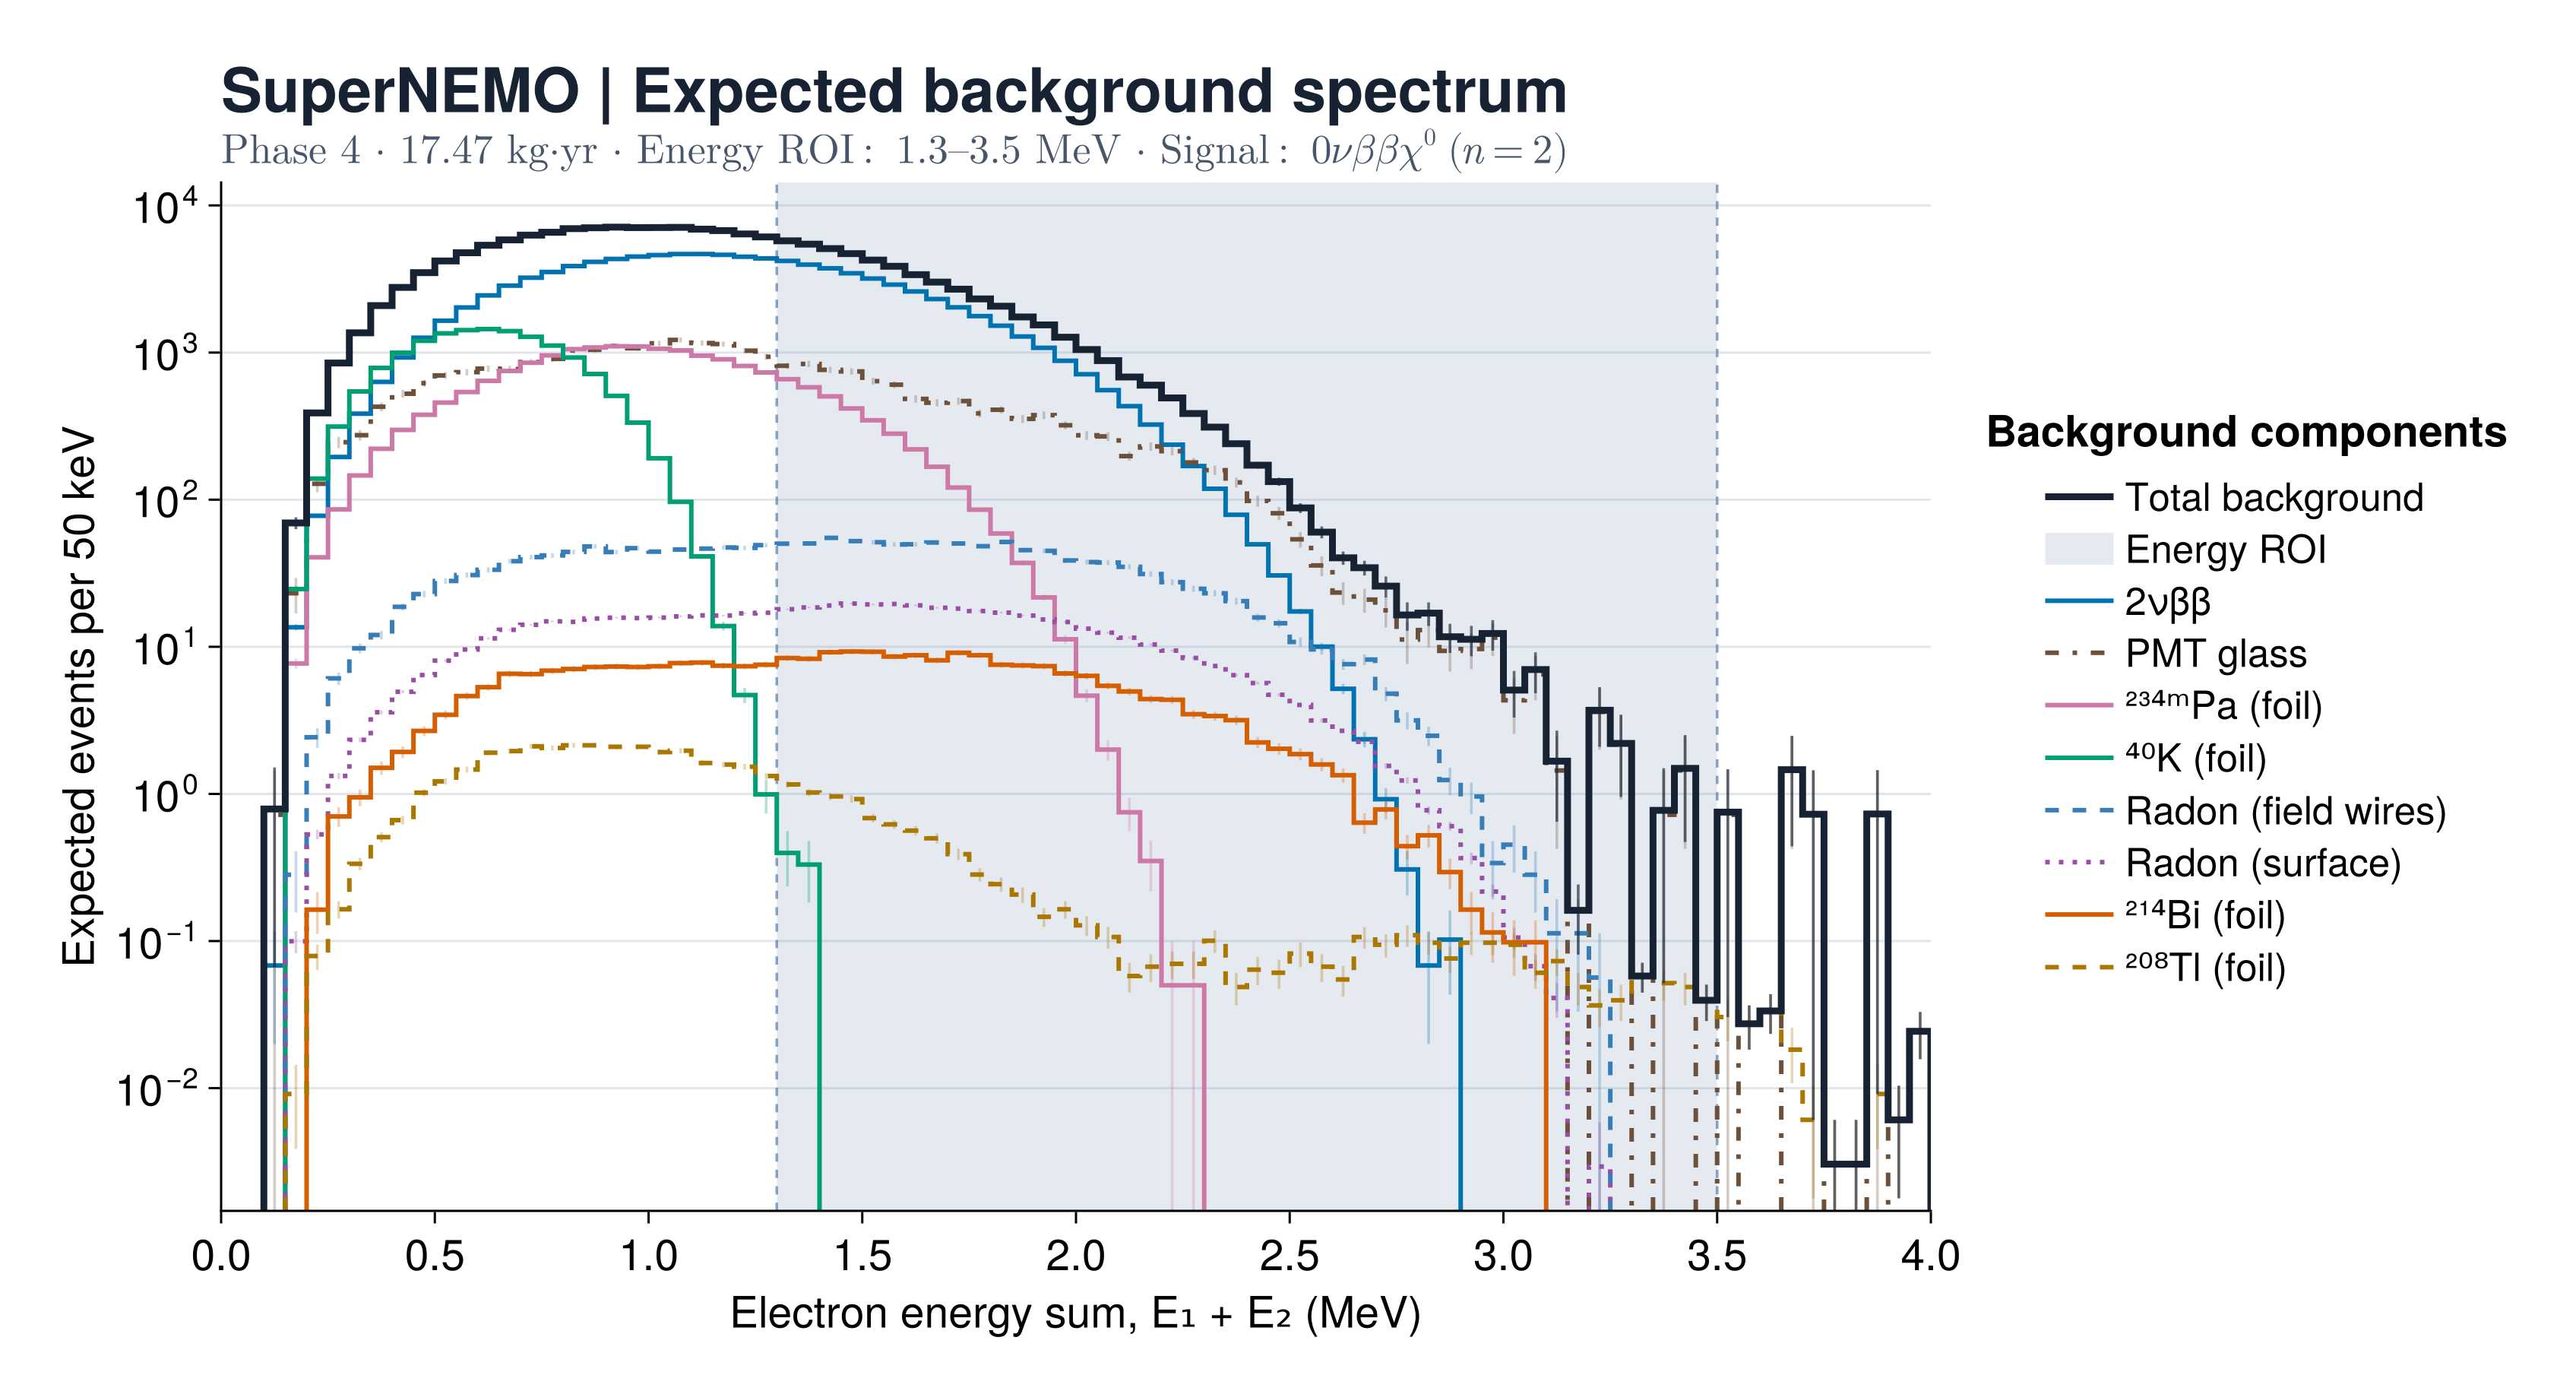 SuperNEMO | Expected background spectrum
Phase 4 · 17.47 kg·yr · Energy ROI: 1.3–3.5 MeV · Signal: 0νββχ⁰ (n = 2)
Expected events per 50 keV
10⁴
10³
10²
10¹
10⁰
10⁻¹
10⁻²
0.0 0.5 1.0 1.5 2.0 2.5 3.0 3.5 4.0
Electron energy sum, E₁ + E₂ (MeV)
Background components
Total background
Energy ROI
2νββ
PMT glass
²³⁴ᵐPa (foil)
⁴⁰K (foil)
Radon (field wires)
Radon (surface)
²¹⁴Bi (foil)
²⁰⁸Tl (foil)